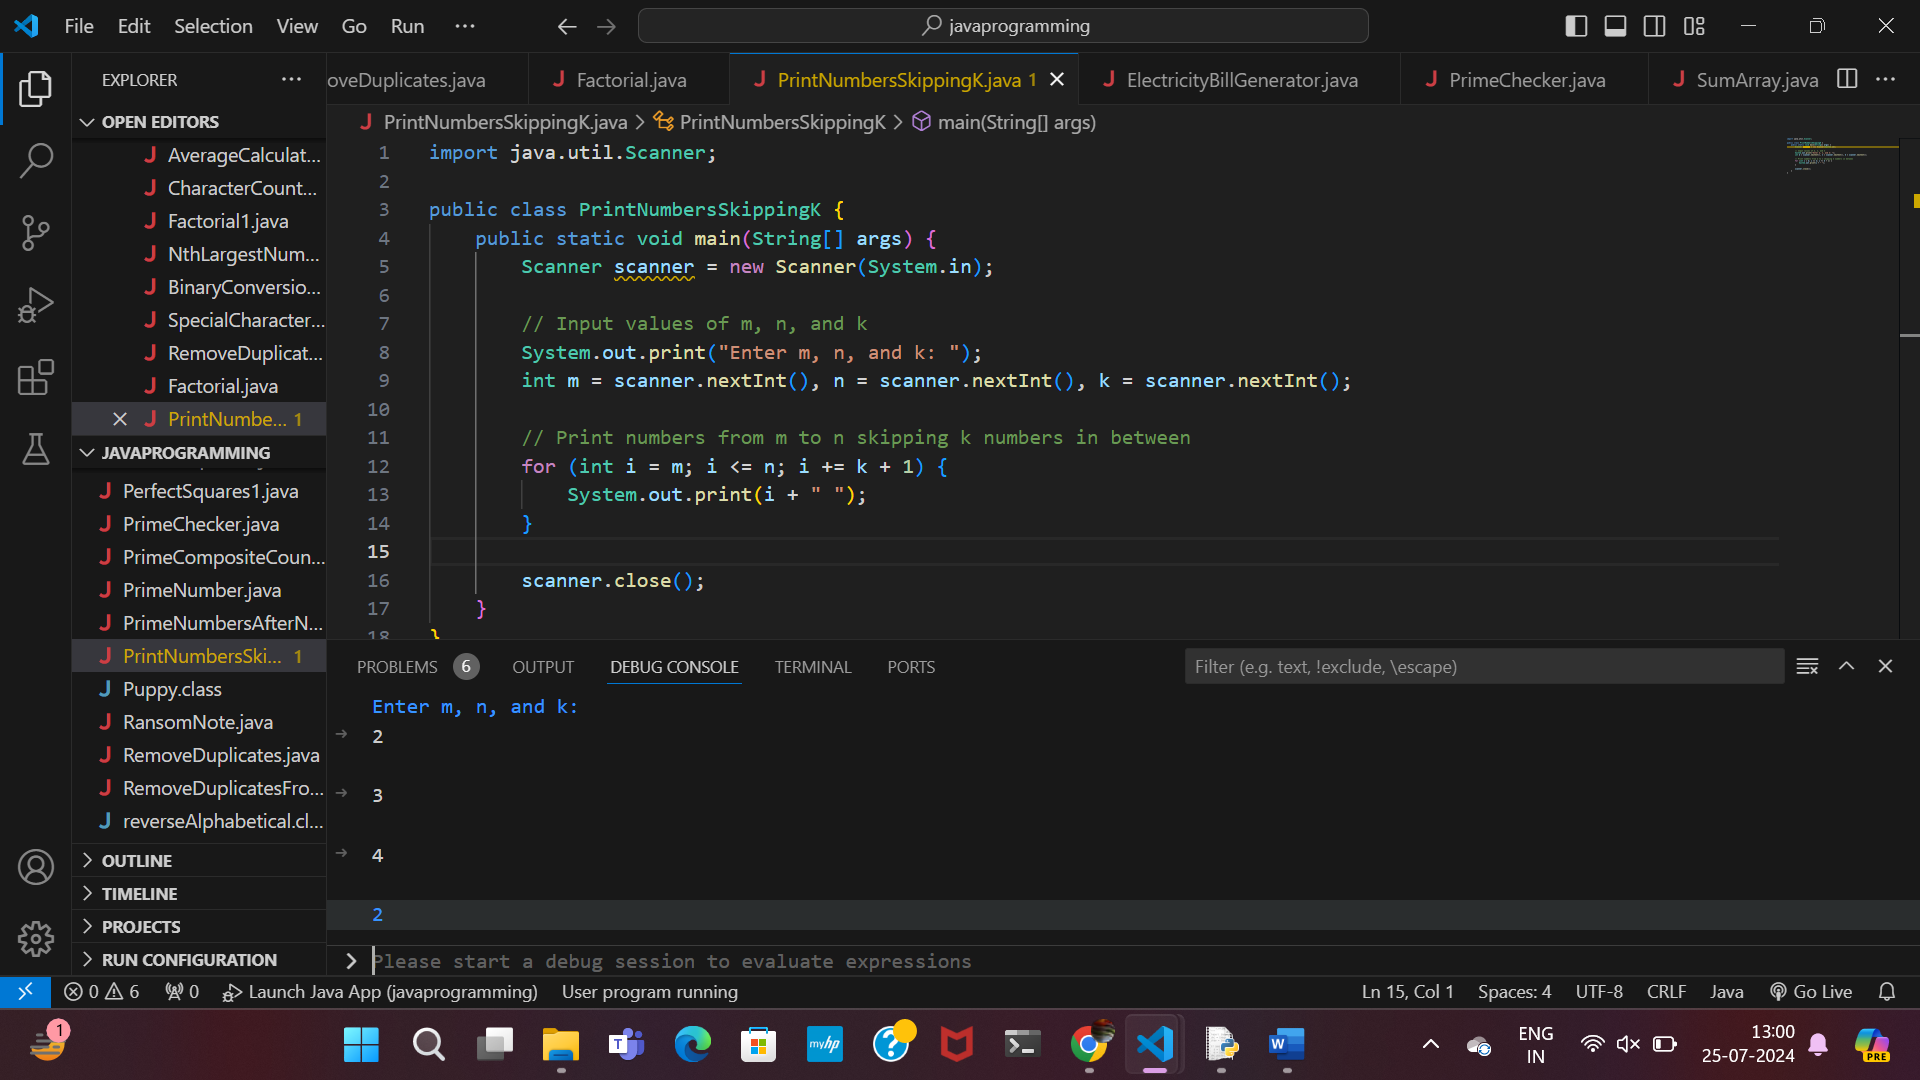 File Edit Selection View Go Run ··· javaprogramming
EXPLORER ···
OPEN EDITORS
AverageCalculat...
CharacterCount...
Factorial1.java
NthLargestNum...
BinaryConversio...
SpecialCharacter...
RemoveDuplicat...
Factorial.java
PrintNumbe... 1
JAVAPROGRAMMING
PerfectSquares1.java
PrimeChecker.java
PrimeCompositeCoun...
PrimeNumber.java
PrimeNumbersAfterN...
PrintNumbersSki... 1
Puppy.class
RansomNote.java
RemoveDuplicates.java
RemoveDuplicatesFro...
reverseAlphabetical.cl...
OUTLINE
TIMELINE
PROJECTS
RUN CONFIGURATION
oveDuplicates.java Factorial.java PrintNumbersSkippingK.java 1 ElectricityBillGenerator.java PrimeChecker.java SumArray.java ···
PrintNumbersSkippingK.java > PrintNumbersSkippingK > main(String[] args)
1 import java.util.Scanner;
2
3 public class PrintNumbersSkippingK {
4 public static void main(String[] args) {
5 Scanner scanner = new Scanner(System.in);
6
7 // Input values of m, n, and k
8 System.out.print("Enter m, n, and k: ");
9 int m = scanner.nextInt(), n = scanner.nextInt(), k = scanner.nextInt();
10
11 // Print numbers from m to n skipping k numbers in between
12 for (int i = m; i <= n; i += k + 1) {
13 System.out.print(i + " ");
14 }
15
16 scanner.close();
17 }
18 }
PROBLEMS 6 OUTPUT DEBUG CONSOLE TERMINAL PORTS Filter (e.g. text, !exclude, \escape)
Enter m, n, and k:
2
3
4
2
Please start a debug session to evaluate expressions
0 6 0 Launch Java App (javaprogramming) User program running Ln 15, Col 1 Spaces: 4 UTF-8 CRLF Java Go Live
1 myhp ENG 13:00
IN 25-07-2024 PRE